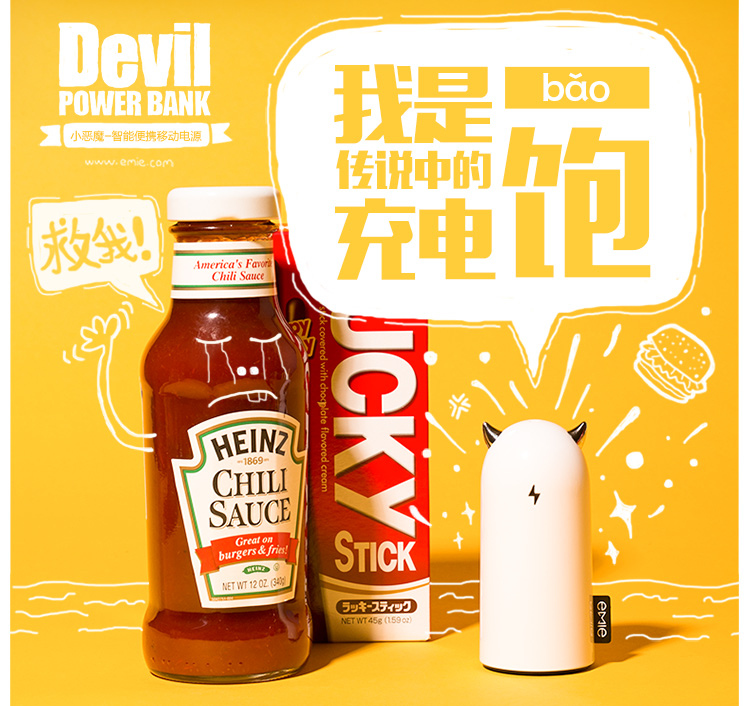 Devil
POWER BANK
小恶魔-智能便携移动电源
www.emie.com
救我!
我是
传说中的
充电
bǎo
饱
America's Favorite
Chili Sauce
HEINZ
1869
CHILI
SAUCE
Great on
burgers & fries!
HEINZ
NET WT 12 OZ. (340g)
covered with chocolate flavored cream
UCKY
STICK
ラッキースティック
NET WT 45g (1.59 oz)
emie